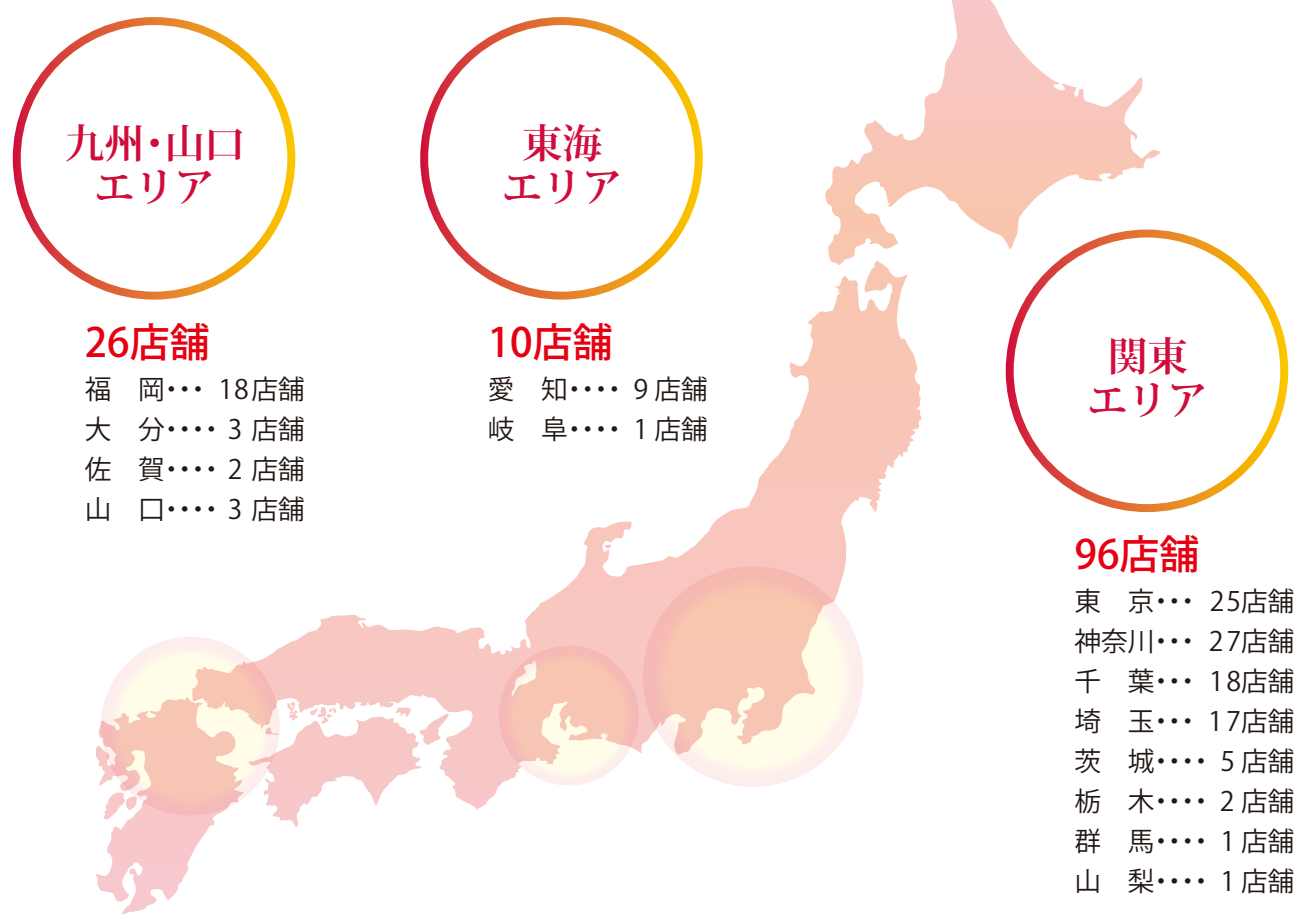 九州・山口
エリア
26店舗
福　岡・・・ 18店舗
大　分・・・・ 3 店舗
佐　賀・・・・ 2 店舗
山　口・・・・ 3 店舗
東海
エリア
10店舗
愛　知・・・・ 9 店舗
岐　阜・・・・ 1 店舗
関東
エリア
96店舗
東　京・・・ 25店舗
神奈川・・・ 27店舗
千　葉・・・ 18店舗
埼　玉・・・ 17店舗
茨　城・・・・ 5 店舗
栃　木・・・・ 2 店舗
群　馬・・・・ 1 店舗
山　梨・・・・ 1 店舗